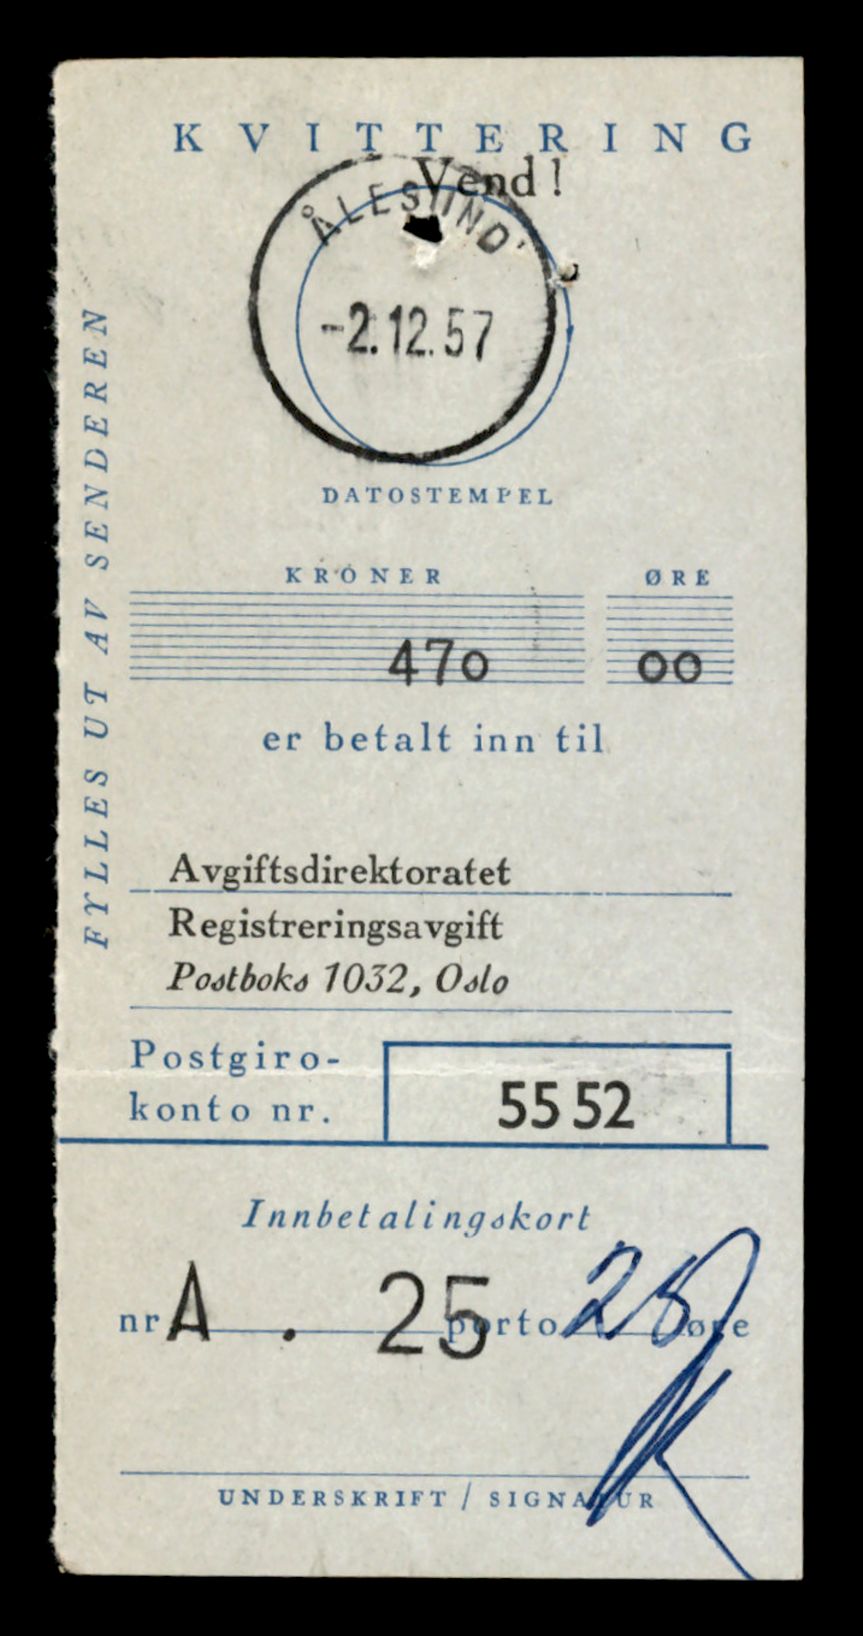 KVITTERING
Vend!
ÅLESUND
-2.12.57
DATOSTEMPEL
FYLLES UT AV SENDEREN
KRONER ØRE
470 00
er betalt inn til
Avgiftsdirektoratet
Registreringsavgift
Postboks 1032, Oslo
Postgiro-
konto nr. 5552
Innbetalingskort
nr A . 25 porto 25 øre
UNDERSKRIFT / SIGNATUR